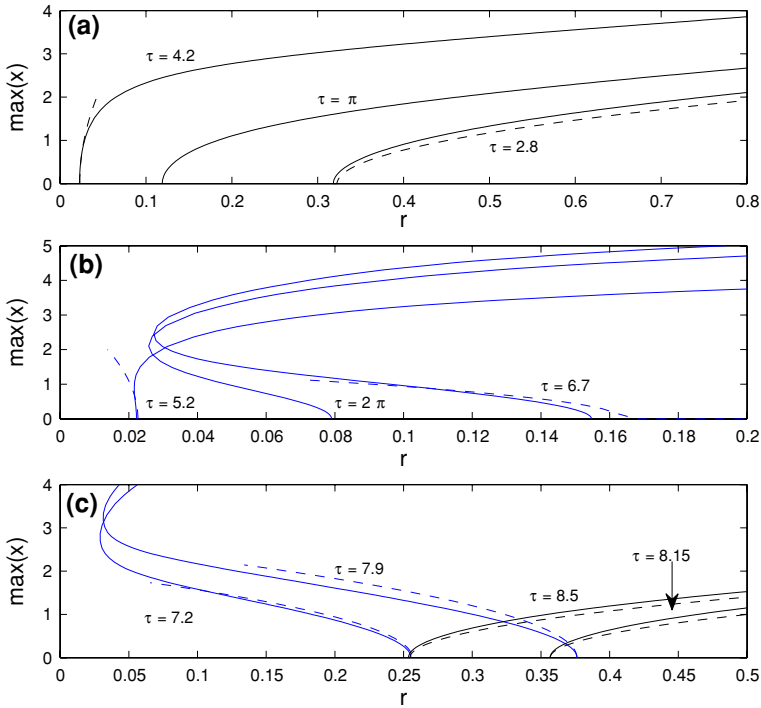 (a)
max(x)
4
3
2
1
0
τ = 4.2
τ = π
τ = 2.8
0 0.1 0.2 0.3 0.4 0.5 0.6 0.7 0.8
r
(b)
max(x)
5
4
3
2
1
0
τ = 5.2
τ = 2 π
τ = 6.7
0 0.02 0.04 0.06 0.08 0.1 0.12 0.14 0.16 0.18 0.2
r
(c)
max(x)
4
3
2
1
0
τ = 8.15
τ = 7.9
τ = 8.5
τ = 7.2
0 0.05 0.1 0.15 0.2 0.25 0.3 0.35 0.4 0.45 0.5
r